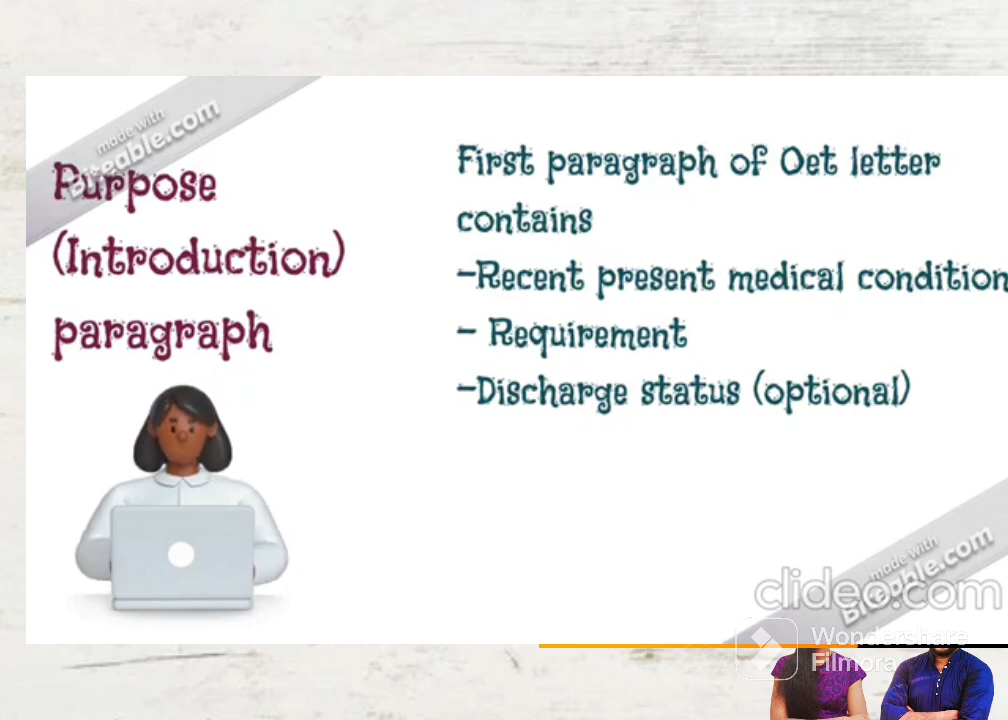 made with
Biteable.com
Purpose
(Introduction)
paragraph
First paragraph of Oet letter
contains
-Recent present medical condition
- Requirement
-Discharge status (optional)
made with
Biteable.com
clideo.com
Wondershare
Filmora